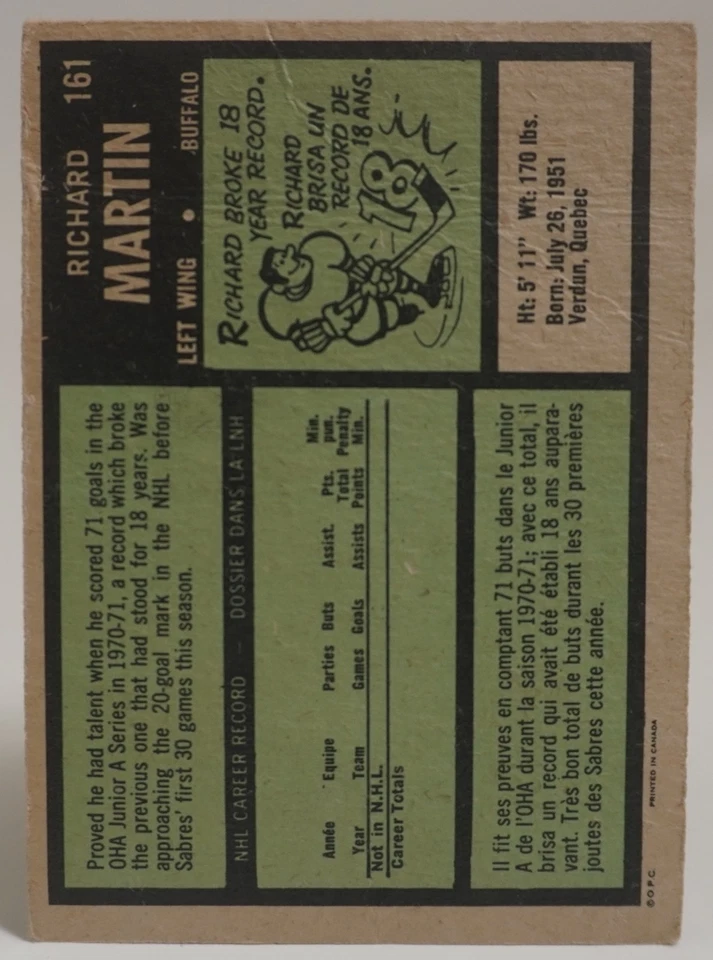 RICHARD 161
MARTIN
LEFT WING • BUFFALO
RICHARD BROKE 18
YEAR RECORD.
RICHARD
BRISA UN
RECORD DE
18 ANS.
18
Ht: 5' 11" Wt: 170 lbs.
Born: July 26, 1951
Verdun, Quebec
Proved he had talent when he scored 71 goals in the
OHA Junior A Series in 1970-71, a record which broke
the previous one that had stood for 18 years. Was
approaching the 20-goal mark in the NHL before
Sabres' first 30 games this season.
NHL CAREER RECORD — DOSSIER DANS LA LNH
Année Equipe Parties Buts Assist. Pts. Min. pun.
Year Team Games Goals Assists Total Points Penalty Min.
Not in N.H.L.
Career Totals
Il fit ses preuves en comptant 71 buts dans le Junior
A de l'OHA durant la saison 1970-71; avec ce total, il
brisa un record qui avait été établi 18 ans aupara-
vant. Très bon total de buts durant les 30 premières
joutes des Sabres cette année.
© O.P.C. PRINTED IN CANADA